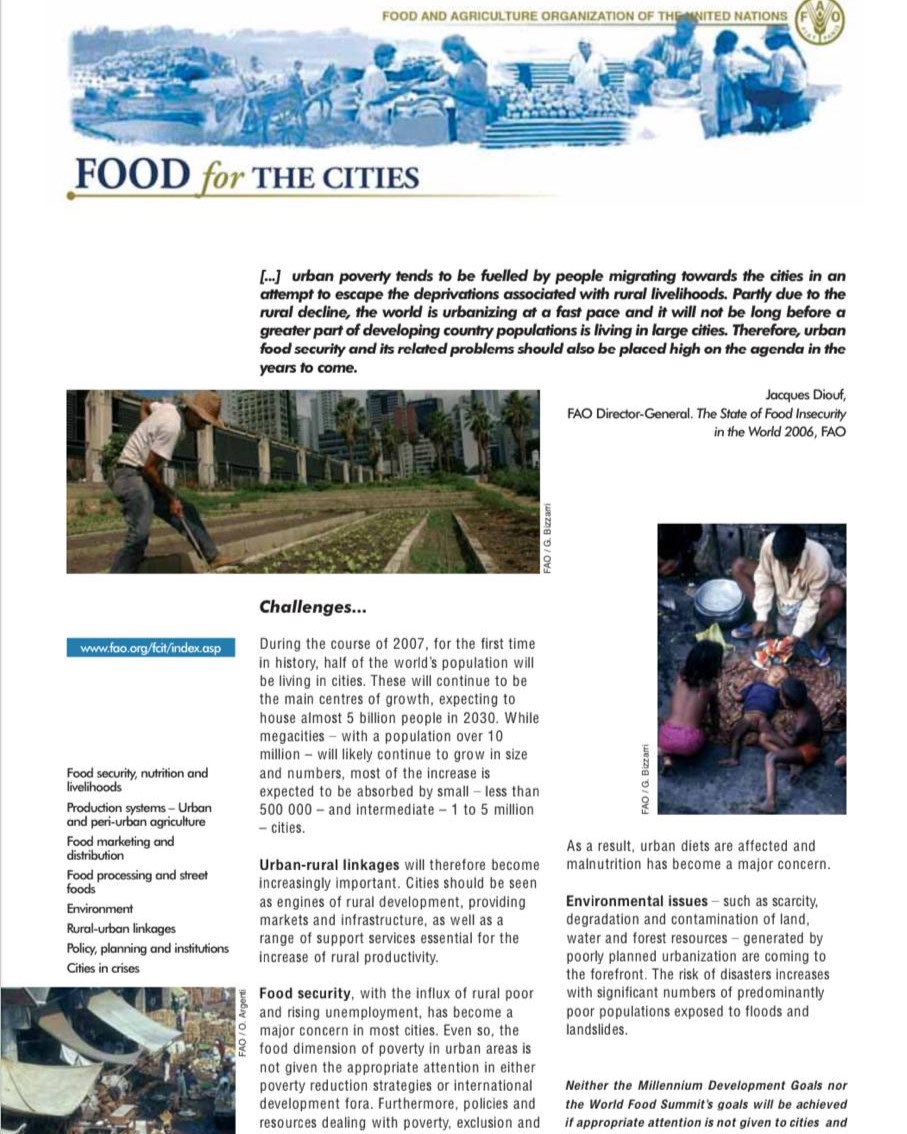 FOOD AND AGRICULTURE ORGANIZATION OF THE UNITED NATIONS
F A O
FIAT PANIS
FOOD for THE CITIES
[...] urban poverty tends to be fuelled by people migrating towards the cities in an
attempt to escape the deprivations associated with rural livelihoods. Partly due to the
rural decline, the world is urbanizing at a fast pace and it will not be long before a
greater part of developing country populations is living in large cities. Therefore, urban
food security and its related problems should also be placed high on the agenda in the
years to come.
Jacques Diouf,
FAO Director-General. The State of Food Insecurity
in the World 2006, FAO
FAO / G. Bizzarri
Challenges...
www.fao.org/fcit/index.asp
Food security, nutrition and
livelihoods
Production systems – Urban
and peri-urban agriculture
Food marketing and
distribution
Food processing and street
foods
Environment
Rural-urban linkages
Policy, planning and institutions
Cities in crises
FAO / O. Argenti
During the course of 2007, for the first time
in history, half of the world's population will
be living in cities. These will continue to be
the main centres of growth, expecting to
house almost 5 billion people in 2030. While
megacities – with a population over 10
million – will likely continue to grow in size
and numbers, most of the increase is
expected to be absorbed by small – less than
500 000 – and intermediate – 1 to 5 million
– cities.
Urban-rural linkages will therefore become
increasingly important. Cities should be seen
as engines of rural development, providing
markets and infrastructure, as well as a
range of support services essential for the
increase of rural productivity.
Food security, with the influx of rural poor
and rising unemployment, has become a
major concern in most cities. Even so, the
food dimension of poverty in urban areas is
not given the appropriate attention in either
poverty reduction strategies or international
development fora. Furthermore, policies and
resources dealing with poverty, exclusion and
FAO / G. Bizzarri
As a result, urban diets are affected and
malnutrition has become a major concern.
Environmental issues – such as scarcity,
degradation and contamination of land,
water and forest resources – generated by
poorly planned urbanization are coming to
the forefront. The risk of disasters increases
with significant numbers of predominantly
poor populations exposed to floods and
landslides.
Neither the Millennium Development Goals nor
the World Food Summit's goals will be achieved
if appropriate attention is not given to cities and